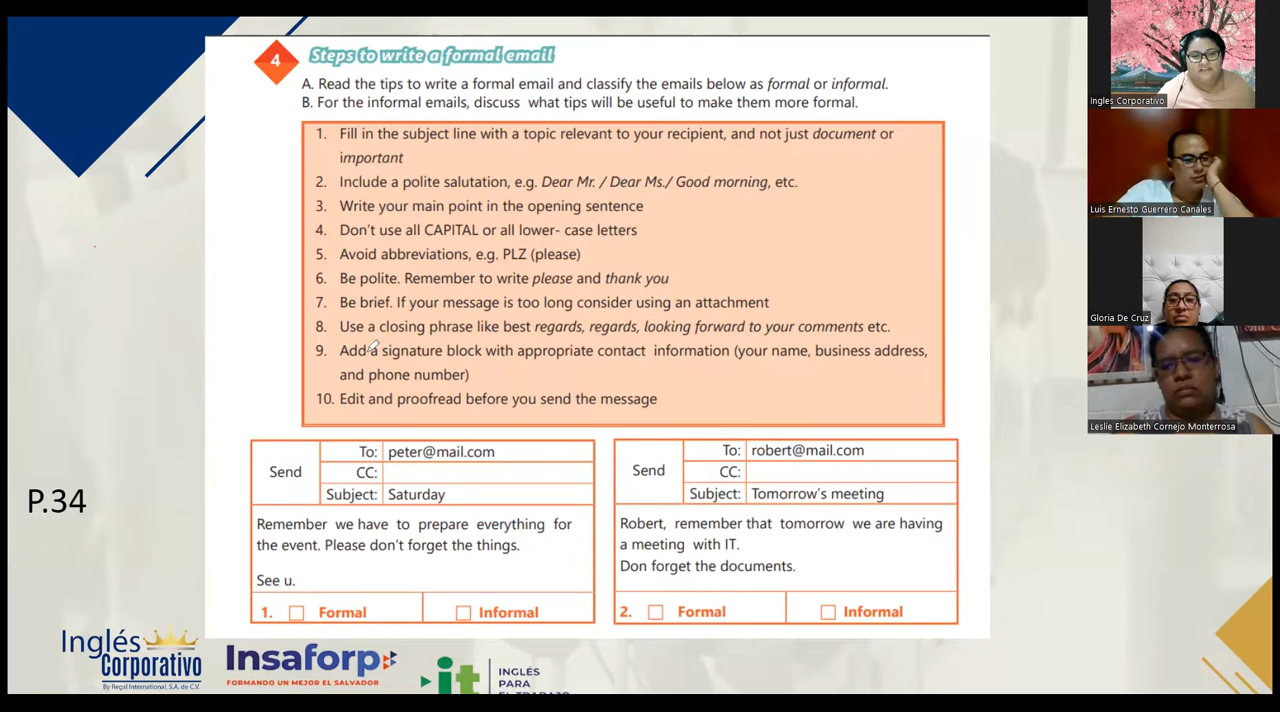 4
Steps to write a formal email
A. Read the tips to write a formal email and classify the emails below as formal or informal.
B. For the informal emails, discuss what tips will be useful to make them more formal.
1. Fill in the subject line with a topic relevant to your recipient, and not just document or
important
2. Include a polite salutation, e.g. Dear Mr. / Dear Ms./ Good morning, etc.
3. Write your main point in the opening sentence
4. Don't use all CAPITAL or all lower- case letters
5. Avoid abbreviations, e.g. PLZ (please)
6. Be polite. Remember to write please and thank you
7. Be brief. If your message is too long consider using an attachment
8. Use a closing phrase like best regards, regards, looking forward to your comments etc.
9. Add a signature block with appropriate contact information (your name, business address,
and phone number)
10. Edit and proofread before you send the message
Send
To: peter@mail.com
CC:
Subject: Saturday
Remember we have to prepare everything for
the event. Please don't forget the things.
See u.
1. Formal Informal
Send
To: robert@mail.com
CC:
Subject: Tomorrow's meeting
Robert, remember that tomorrow we are having
a meeting with IT.
Don forget the documents.
2. Formal Informal
P.34
Inglés
Corporativo
By Regal International, S.A. de C.V.
Insaforp
FORMANDO UN MEJOR EL SALVADOR
it
INGLÉS
PARA
EL TRABAJO
Ingles Corporativo
Luis Ernesto Guerrero Canales
Gloria De Cruz
Leslie Elizabeth Cornejo Monterrosa